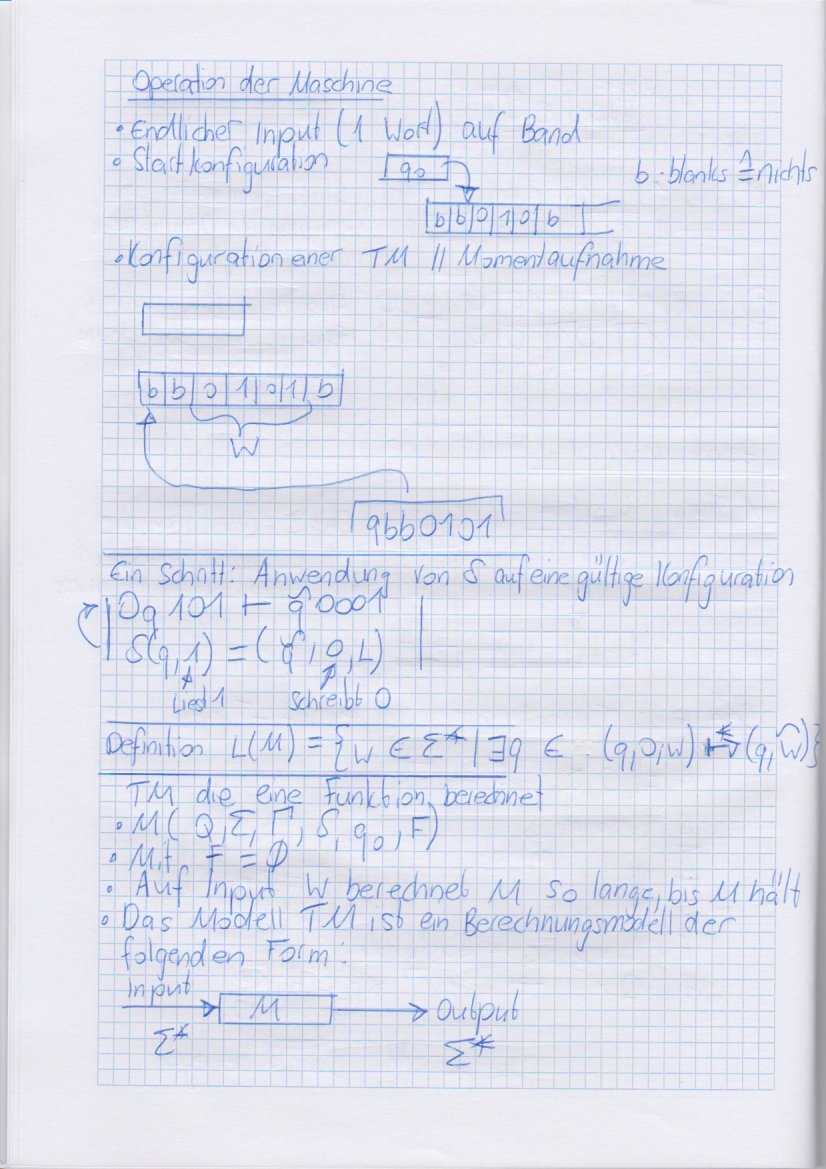 Operation der Maschine
• Endlicher Input (1 Wort) auf Band
• Startkonfiguration q0 b. blanks ≙ nichts
b b 0 1 0 b
• Konfiguration einer TM // Momentaufnahme
b b 0 1 0 1 b
W
qbb0101
Ein Schritt: Anwendung von δ auf eine gültige Konfiguration
0q101 ⊢ q̂0001
δ(q,1) = (q̂, 0, L)
Liest 1 Schreibt 0
Definition L(M) = {w ∈ Σ* | ∃q ∈ . (q,0,w) ⊢* (q,ŵ)}
TM die eine Funktion berechnet
• M( Q, Σ, Γ, δ, q0, F)
• Mit F = Ø
• Auf Input W berechnet M so lange, bis M hält
• Das Modell TM ist ein Berechnungsmodell der
folgenden Form:
Input M Output
Σ* Σ*